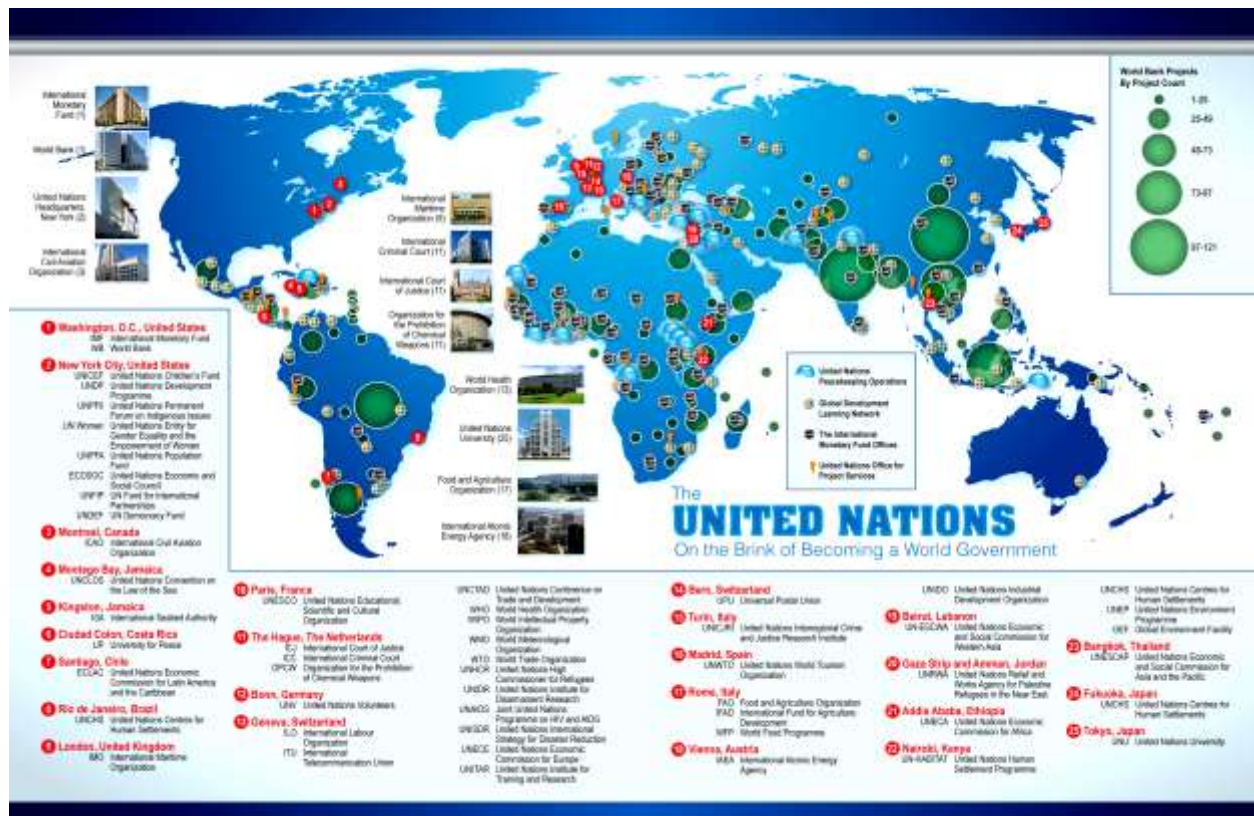 International
Monetary
Fund (1)
World Bank (1)
United Nations
Headquarters,
New York (2)
International
Civil Aviation
Organization (3)
International
Maritime
Organization (9)
International
Criminal Court (11)
International Court
of Justice (11)
Organization for
the Prohibition
of Chemical
Weapons (11)
World Health
Organization (13)
United Nations
University (25)
Food and Agriculture
Organization (17)
International Atomic
Energy Agency (18)
World Bank Projects
By Project Count
1-25
25-49
49-73
73-97
97-121
United Nations
Peacekeeping Operations
Global Development
Learning Network
The International
Monetary Fund Offices
United Nations Office for
Project Services
The
UNITED NATIONS
On the Brink of Becoming a World Government
1 Washington, D.C., United States
IMF International Monetary Fund
WB World Bank
2 New York City, United States
UNICEF United Nations Children's Fund
UNDP United Nations Development
Programme
UNPFII United Nations Permanent
Forum on Indigenous Issues
UN Women United Nations Entity for
Gender Equality and the
Empowerment of Women
UNFPA United Nations Population
Fund
ECOSOC United Nations Economic and
Social Council
UNFIP UN Fund for International
Partnerships
UNDEF UN Democracy Fund
3 Montreal, Canada
ICAO International Civil Aviation
Organization
4 Montego Bay, Jamaica
UNCLOS United Nations Convention on
the Law of the Sea
5 Kingston, Jamaica
ISA International Seabed Authority
6 Ciudad Colon, Costa Rica
UP University for Peace
7 Santiago, Chile
ECLAC United Nations Economic
Commission for Latin America
and the Caribbean
8 Rio de Janeiro, Brazil
UNCHS United Nations Centres for
Human Settlements
9 London, United Kingdom
IMO International Maritime
Organization
10 Paris, France
UNESCO United Nations Educational,
Scientific and Cultural
Organization
11 The Hague, The Netherlands
ICJ International Court of Justice
ICC International Criminal Court
OPCW Organization for the Prohibition
of Chemical Weapons
12 Bonn, Germany
UNV United Nations Volunteers
13 Geneva, Switzerland
ILO International Labour
Organization
ITU International
Telecommunication Union
UNCTAD United Nations Conference on
Trade and Development
WHO World Health Organization
WIPO World Intellectual Property
Organization
WMO World Meteorological
Organization
WTO World Trade Organization
UNHCR United Nations High
Commissioner for Refugees
UNIDIR United Nations Institute for
Disarmament Research
UNAIDS Joint United Nations
Programme on HIV and AIDS
UNISDR United Nations International
Strategy for Disaster Reduction
UNECE United Nations Economic
Commission for Europe
UNITAR United Nations Institute for
Training and Research
14 Bern, Switzerland
UPU Universal Postal Union
15 Turin, Italy
UNICJRI United Nations Interregional Crime
and Justice Research Institute
16 Madrid, Spain
UNWTO United Nations World Tourism
Organization
17 Rome, Italy
FAO Food and Agriculture Organisation
IFAD International Fund for Agriculture
Development
WFP World Food Programme
18 Vienna, Austria
IAEA International Atomic Energy
Agency
UNIDO United Nations Industrial
Development Organization
19 Beirut, Lebanon
UN-ESCWA United Nations Economic
and Social Commission for
Western Asia
20 Gaza Strip and Amman, Jordan
UNRWA United Nations Relief and
Works Agency for Palestine
Refugees in the Near East
21 Addis Ababa, Ethiopia
UNECA United Nations Economic
Commission for Africa
22 Nairobi, Kenya
UN-HABITAT United Nations Human
Settlement Programme
UNCHS United Nations Centres for
Human Settlements
UNEP United Nations Environment
Programme
GEF Global Environment Facility
23 Bangkok, Thailand
UNESCAP United Nations Economic
and Social Commission for
Asia and the Pacific
24 Fukuoka, Japan
UNCHS United Nations Centres for
Human Settlements
25 Tokyo, Japan
UNU United Nations University